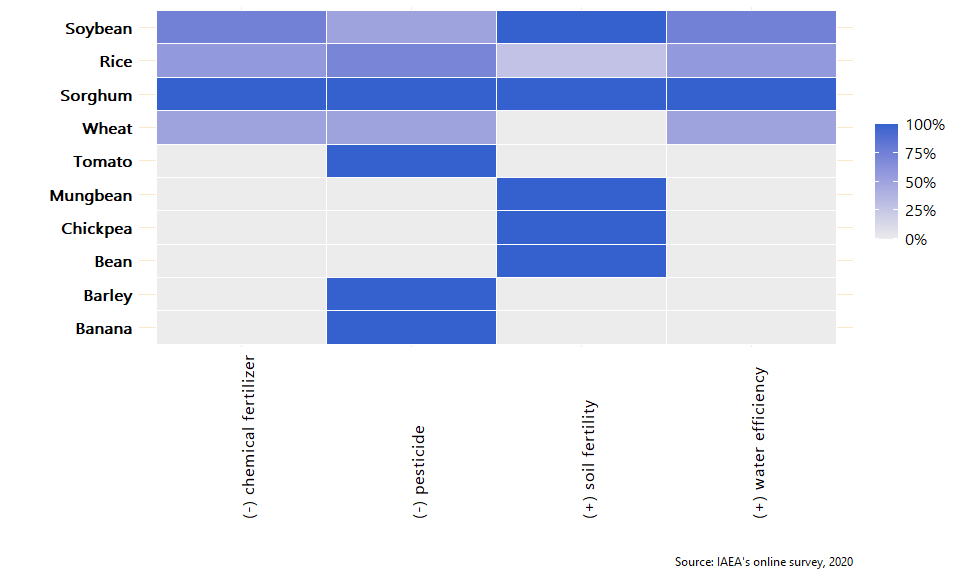 Soybean
Rice
Sorghum
Wheat
Tomato
Mungbean
Chickpea
Bean
Barley
Banana
100%
75%
50%
25%
0%
(-) chemical fertilizer
(-) pesticide
(+) soil fertility
(+) water efficiency
Source: IAEA's online survey, 2020